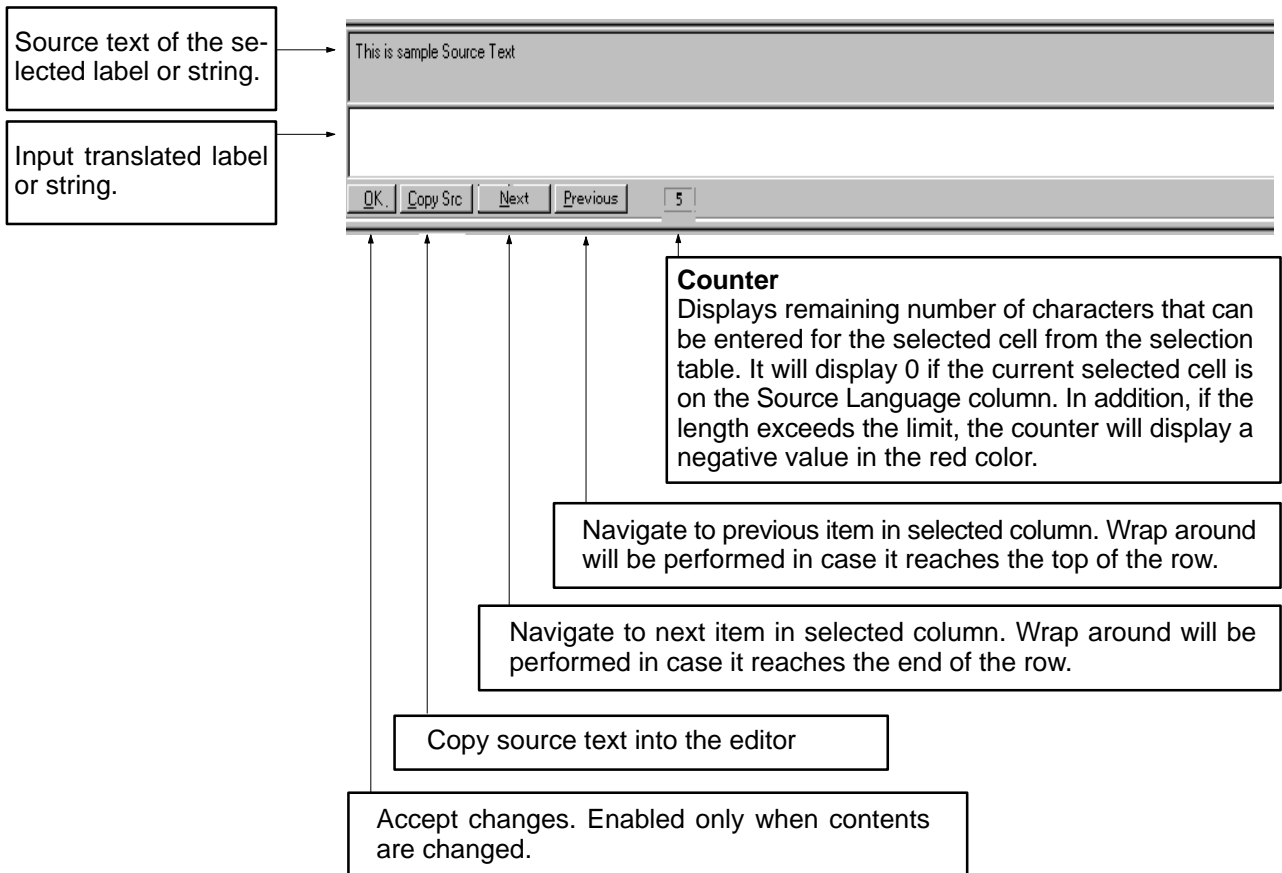 Source text of the se-
lected label or string.
This is sample Source Text
Input translated label
or string.
OK. Copy Src Next Previous 5
Counter
Displays remaining number of characters that can
be entered for the selected cell from the selection
table. It will display 0 if the current selected cell is
on the Source Language column. In addition, if the
length exceeds the limit, the counter will display a
negative value in the red color.
Navigate to previous item in selected column. Wrap around
will be performed in case it reaches the top of the row.
Navigate to next item in selected column. Wrap around will be
performed in case it reaches the end of the row.
Copy source text into the editor
Accept changes. Enabled only when contents
are changed.